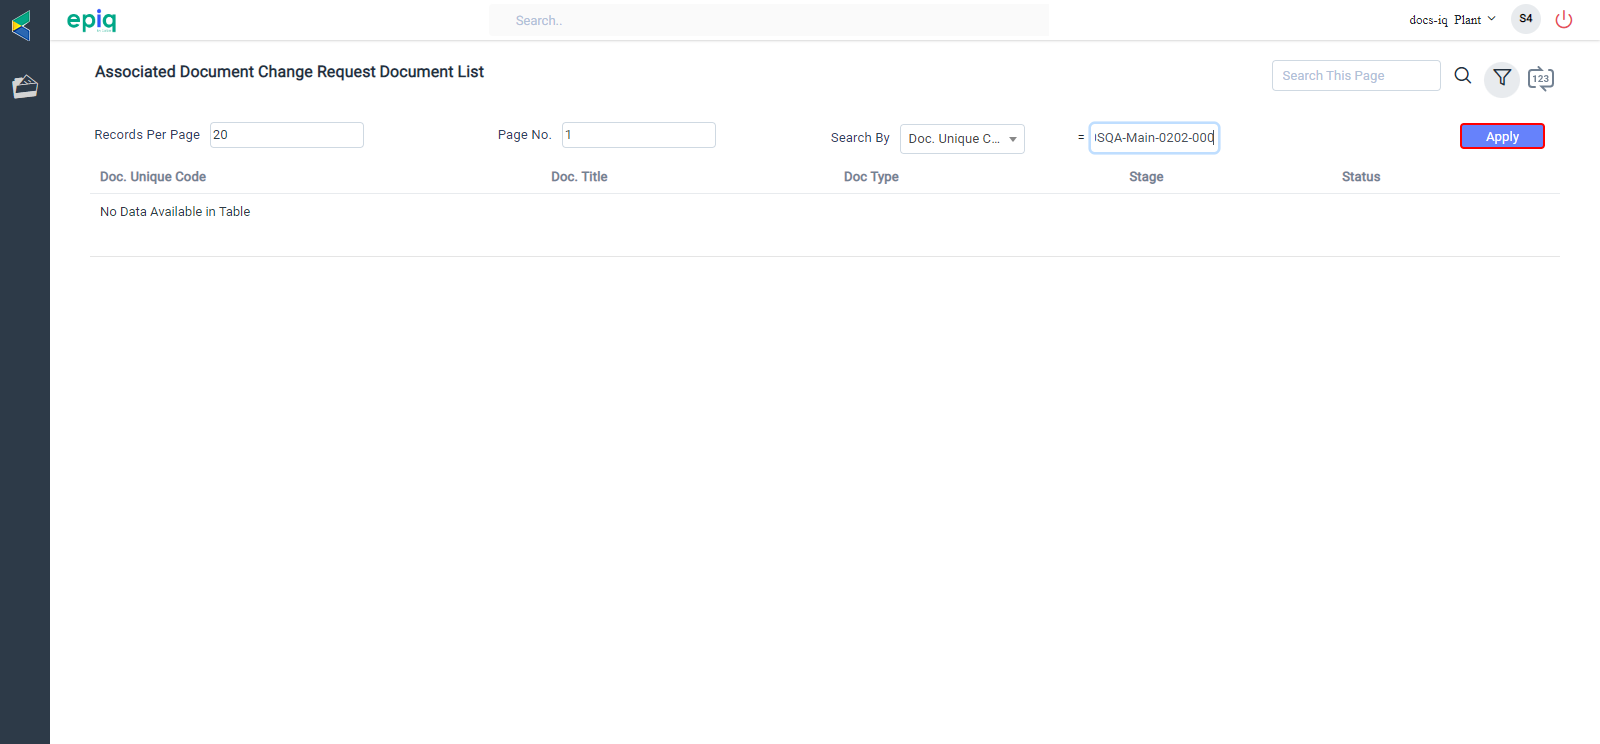 epiq
Search..
docs-iq Plant
S4
Associated Document Change Request Document List
Search This Page
123
Records Per Page 20
Page No. 1
Search By Doc. Unique C...
= SQA-Main-0202-000
Apply
Doc. Unique Code Doc. Title Doc Type Stage Status
No Data Available in Table